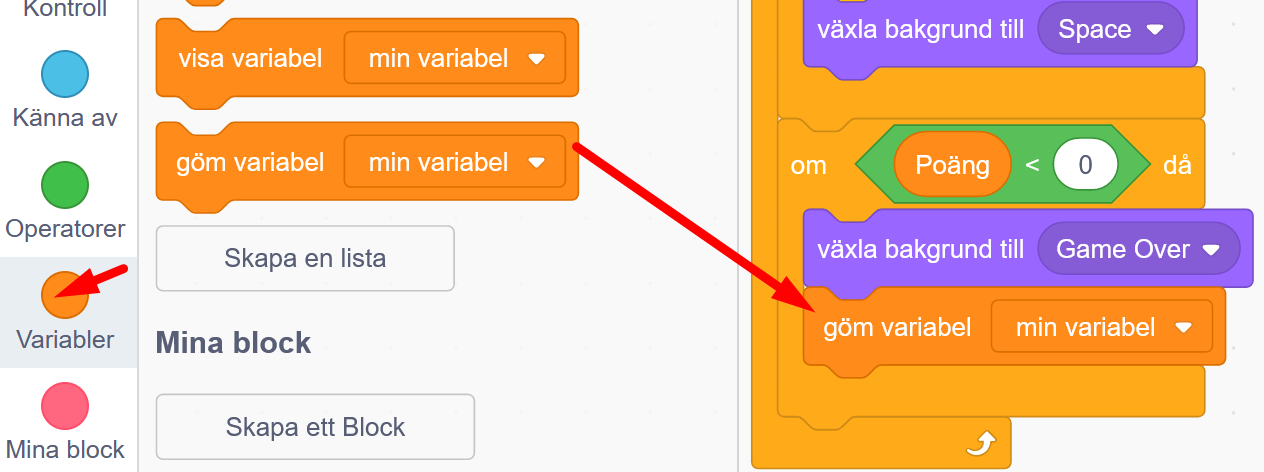 Kontroll
Känna av
Operatorer
Variabler
Mina block
visa variabel min variabel
göm variabel min variabel
Skapa en lista
Mina block
Skapa ett Block
växla bakgrund till Space
om Poäng < 0 då
växla bakgrund till Game Over
göm variabel min variabel